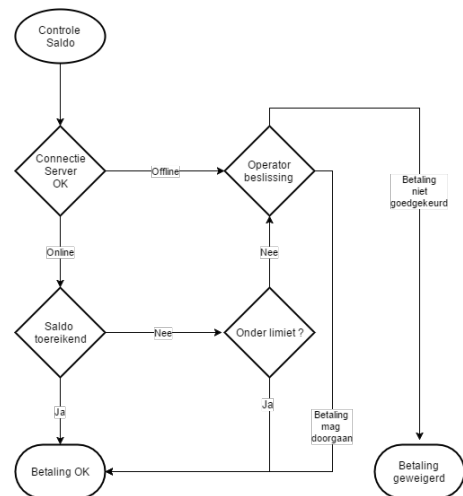 Controle
Saldo
Connectie
Server
OK
Offline
Operator
beslissing
Betaling
niet
goedgekeurd
Online
Nee
Saldo
toereikend
Nee
Onder limiet ?
Ja
Ja
Betaling
mag
doorgaan
Betaling OK
Betaling
geweigerd